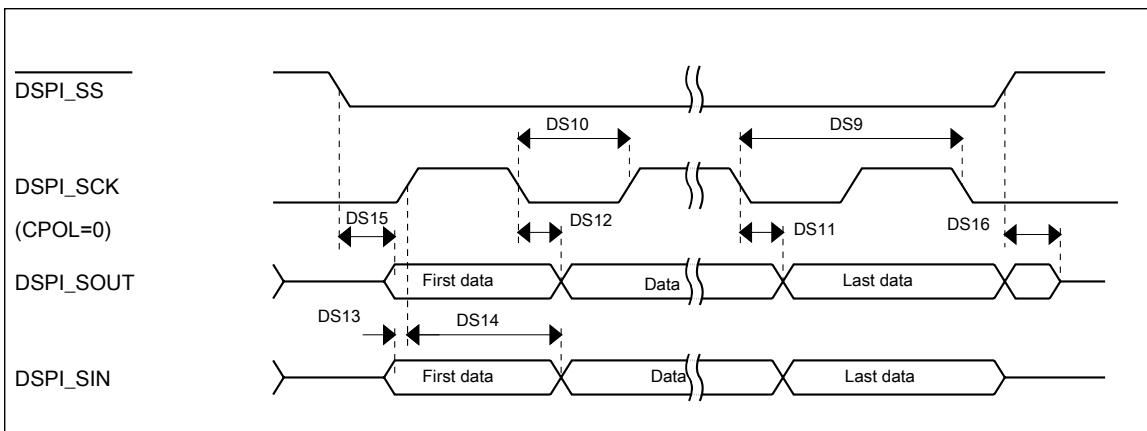 DSPI_SS
DS10
DS9
DSPI_SCK
DS15
DS12
DS11
DS16
(CPOL=0)
DSPI_SOUT
First data
Data
Last data
DS13
DS14
DSPI_SIN
First data
Data
Last data